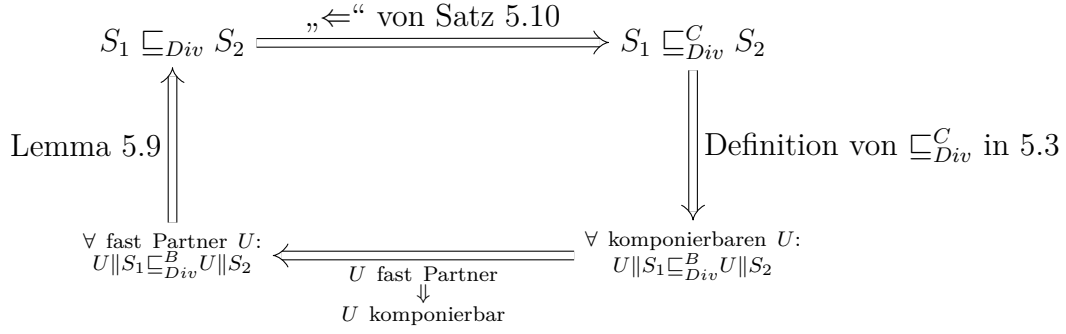 „⇐“ von Satz 5.10
S₁ ⊑_Div S₂
S₁ ⊑^C_Div S₂
Lemma 5.9
Definition von ⊑^C_Div in 5.3
∀ fast Partner U:
U∥S₁⊑^B_Div U∥S₂
∀ komponierbaren U:
U∥S₁⊑^B_Div U∥S₂
U fast Partner
⇓
U komponierbar